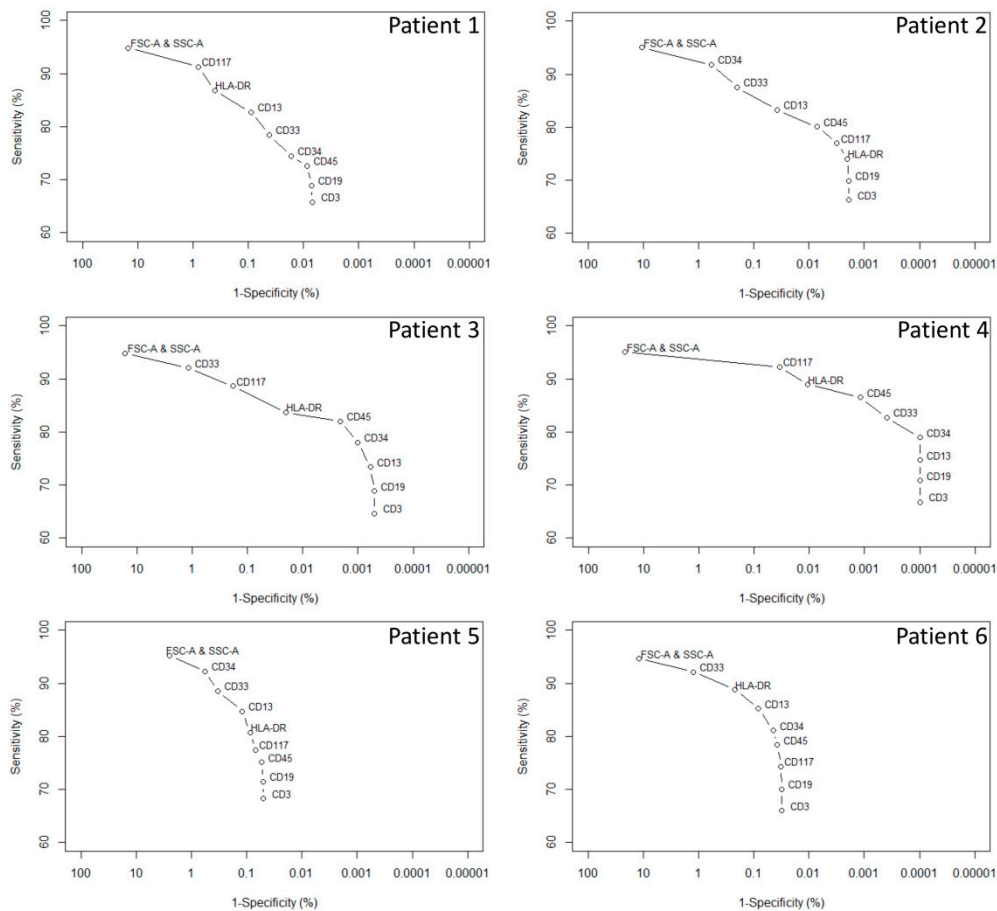 Patient 1
100
90
80
70
60
Sensitivity (%)
FSC-A & SSC-A
CD117
HLA-DR
CD13
CD33
CD34
CD45
CD19
CD3
100 10 1 0.1 0.01 0.001 0.0001 0.00001
1-Specificity (%)
Patient 2
100
90
80
70
60
Sensitivity (%)
FSC-A & SSC-A
CD34
CD33
CD13
CD45
CD117
HLA-DR
CD19
CD3
100 10 1 0.1 0.01 0.001 0.0001 0.00001
1-Specificity (%)
Patient 3
100
90
80
70
60
Sensitivity (%)
FSC-A & SSC-A
CD33
CD117
HLA-DR
CD45
CD34
CD13
CD19
CD3
100 10 1 0.1 0.01 0.001 0.0001 0.00001
1-Specificity (%)
Patient 4
100
90
80
70
60
Sensitivity (%)
FSC-A & SSC-A
CD117
HLA-DR
CD45
CD33
CD34
CD13
CD19
CD3
100 10 1 0.1 0.01 0.001 0.0001 0.00001
1-Specificity (%)
Patient 5
100
90
80
70
60
Sensitivity (%)
FSC-A & SSC-A
CD34
CD33
CD13
HLA-DR
CD117
CD45
CD19
CD3
100 10 1 0.1 0.01 0.001 0.0001 0.00001
1-Specificity (%)
Patient 6
100
90
80
70
60
Sensitivity (%)
FSC-A & SSC-A
CD33
HLA-DR
CD13
CD34
CD45
CD117
CD19
CD3
100 10 1 0.1 0.01 0.001 0.0001 0.00001
1-Specificity (%)